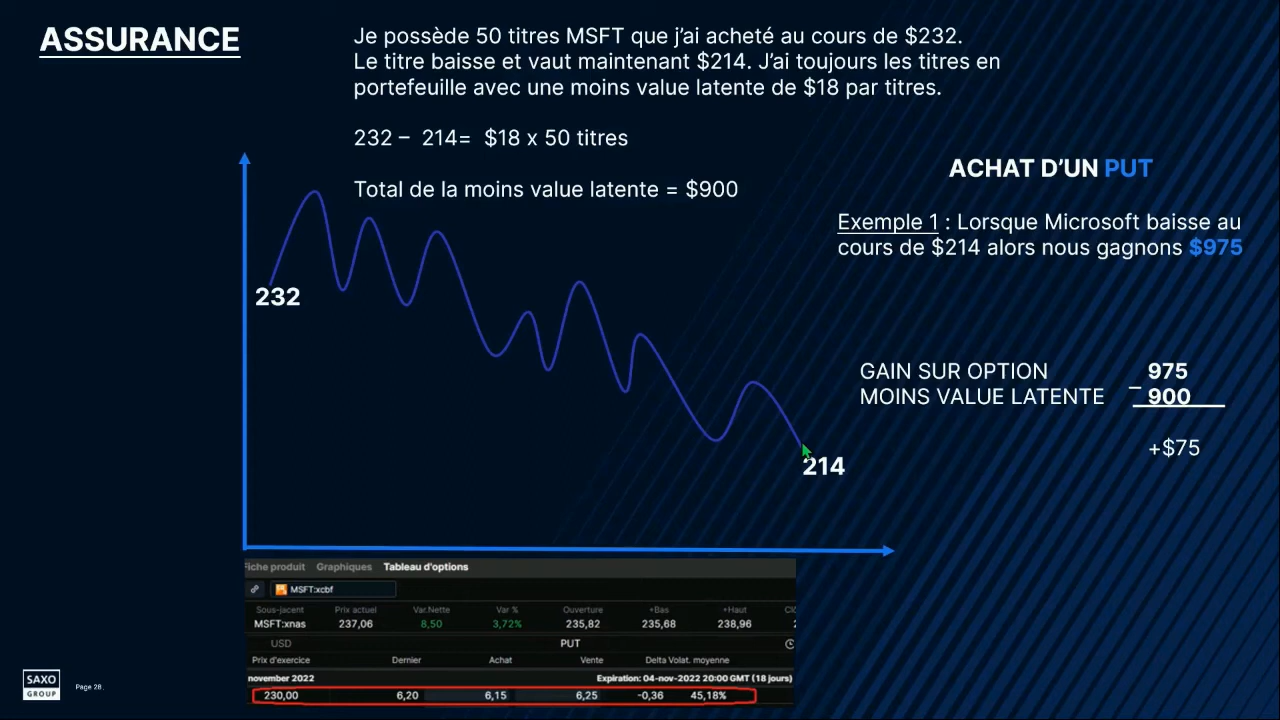 ASSURANCE
Je possède 50 titres MSFT que j’ai acheté au cours de $232.
Le titre baisse et vaut maintenant $214. J’ai toujours les titres en
portefeuille avec une moins value latente de $18 par titres.
232 – 214= $18 x 50 titres
Total de la moins value latente = $900
ACHAT D’UN PUT
Exemple 1 : Lorsque Microsoft baisse au
cours de $214 alors nous gagnons $975
232
214
GAIN SUR OPTION 975
MOINS VALUE LATENTE – 900
+$75
Fiche produit Graphiques Tableau d'options
MSFT:xcbf
Sous-jacent Prix actuel Var.Nette Var % Ouverture +Bas +Haut
MSFT:xnas 237,06 8,50 3,72% 235,82 235,68 238,96
USD PUT
Prix d'exercice Dernier Achat Vente Delta Volat. moyenne
november 2022 Expiration: 04-nov-2022 20:00 GMT (18 jours)
230,00 6,20 6,15 6,25 -0,36 45,18%
SAXO
GROUP
Page 28.